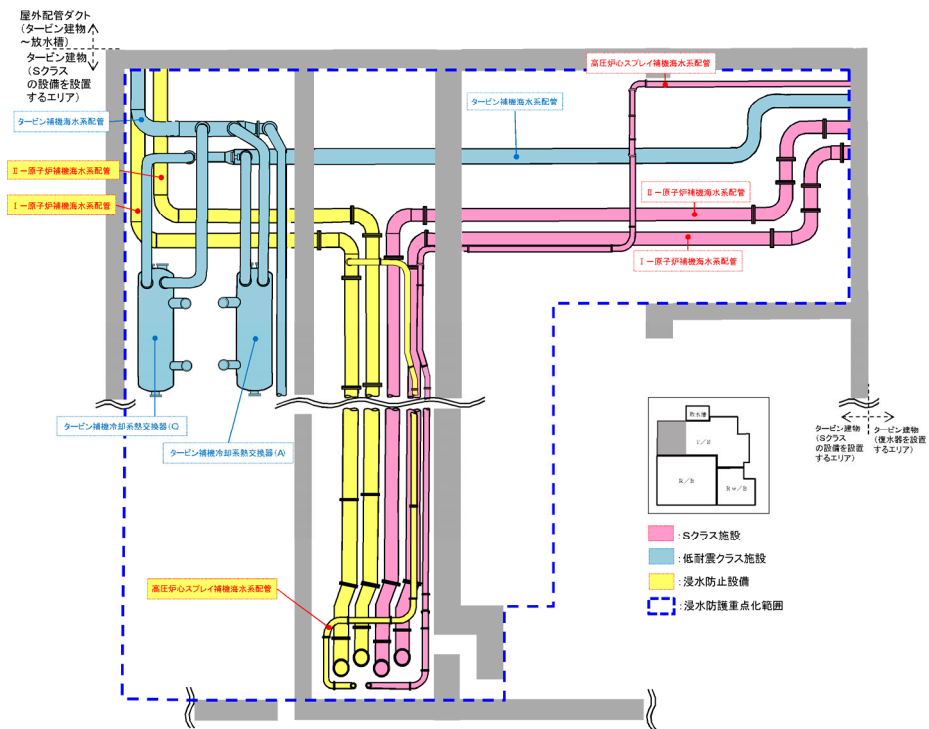 屋外配管ダクト
(タービン建物
～放水槽)
タービン建物
(Sクラス
の設備を設置
するエリア)
高圧炉心スプレイ補機海水系配管
タービン補機海水系配管
タービン補機海水系配管
Ⅱ－原子炉補機海水系配管
Ⅰ－原子炉補機海水系配管
Ⅱ－原子炉補機海水系配管
Ⅰ－原子炉補機海水系配管
タービン補機冷却系熱交換器(C)
タービン補機冷却系熱交換器(A)
タービン建物
(Sクラス
の設備を設置
するエリア)
タービン建物
(復水器を設置
するエリア)
放水槽
T／B
R／B
Rw／B
:Sクラス施設
:低耐震クラス施設
:浸水防止設備
:浸水防護重点化範囲
高圧炉心スプレイ補機海水系配管